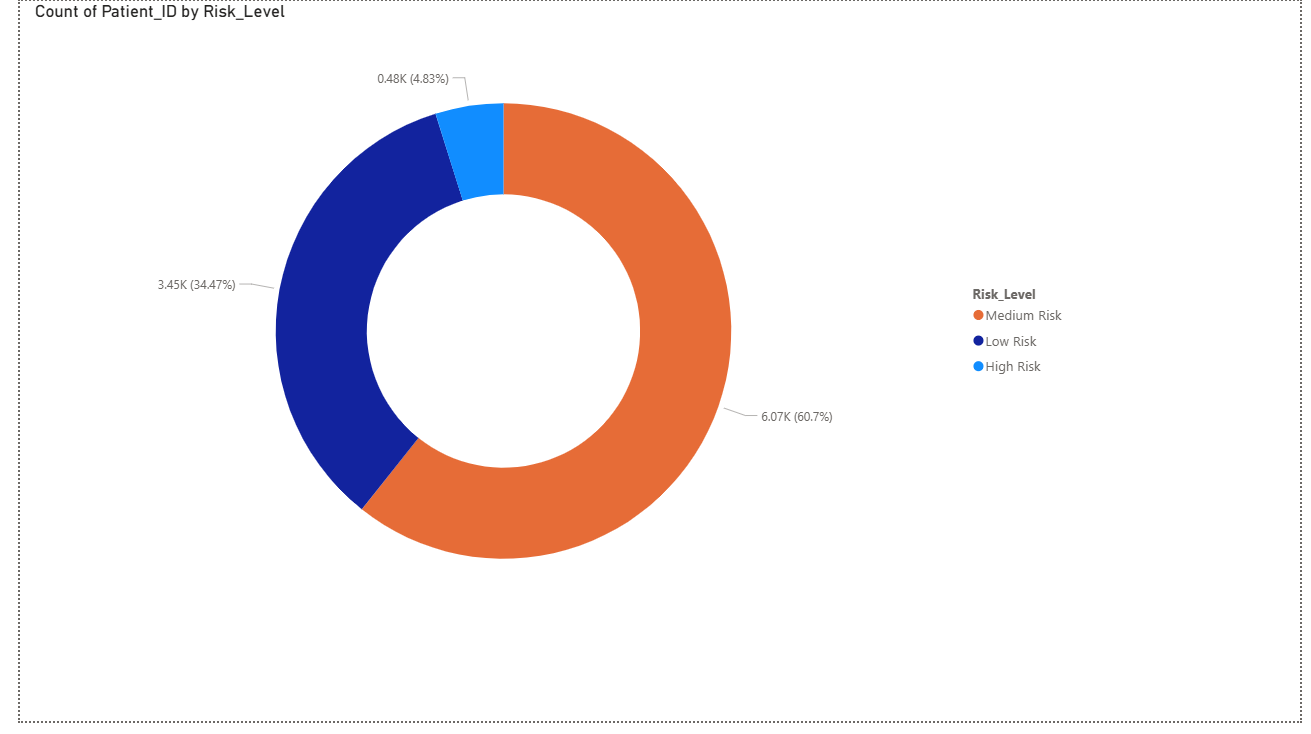 Count of Patient_ID by Risk_Level
0.48K (4.83%)
3.45K (34.47%)
6.07K (60.7%)
Risk_Level
Medium Risk
Low Risk
High Risk